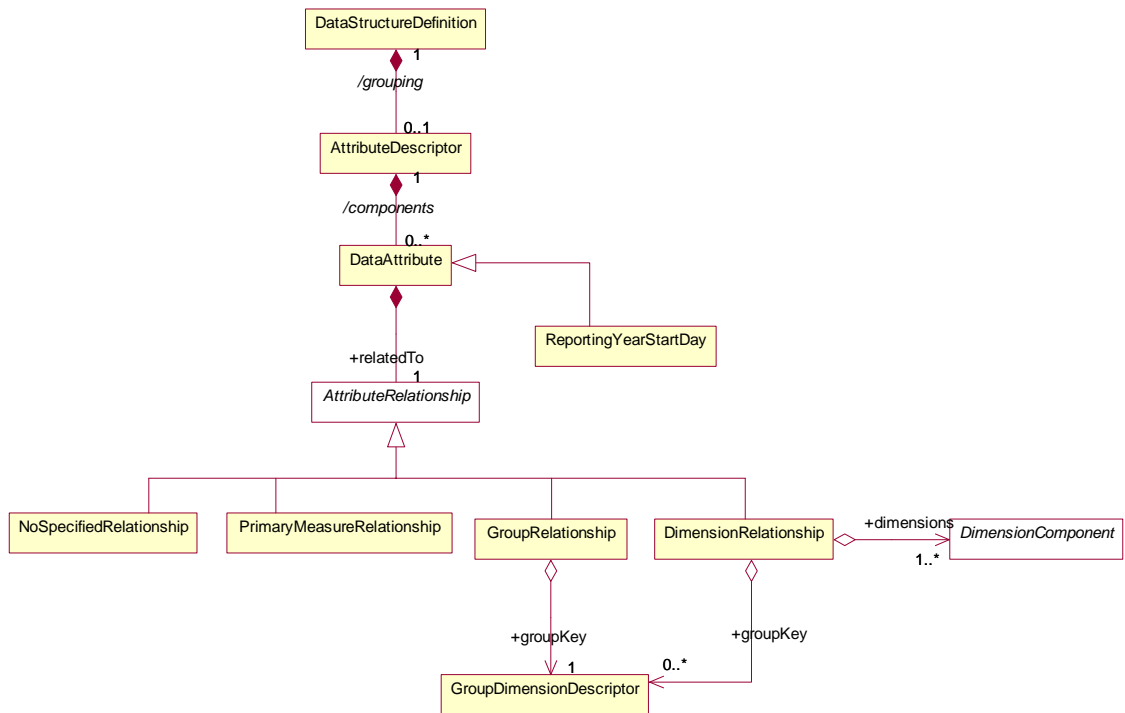 DataStructureDefinition
1
/grouping
0..1
AttributeDescriptor
1
/components
0..*
DataAttribute
ReportingYearStartDay
+relatedTo
1
AttributeRelationship
NoSpecifiedRelationship
PrimaryMeasureRelationship
GroupRelationship
DimensionRelationship
+dimensions
1..*
DimensionComponent
+groupKey
1
+groupKey
0..*
GroupDimensionDescriptor